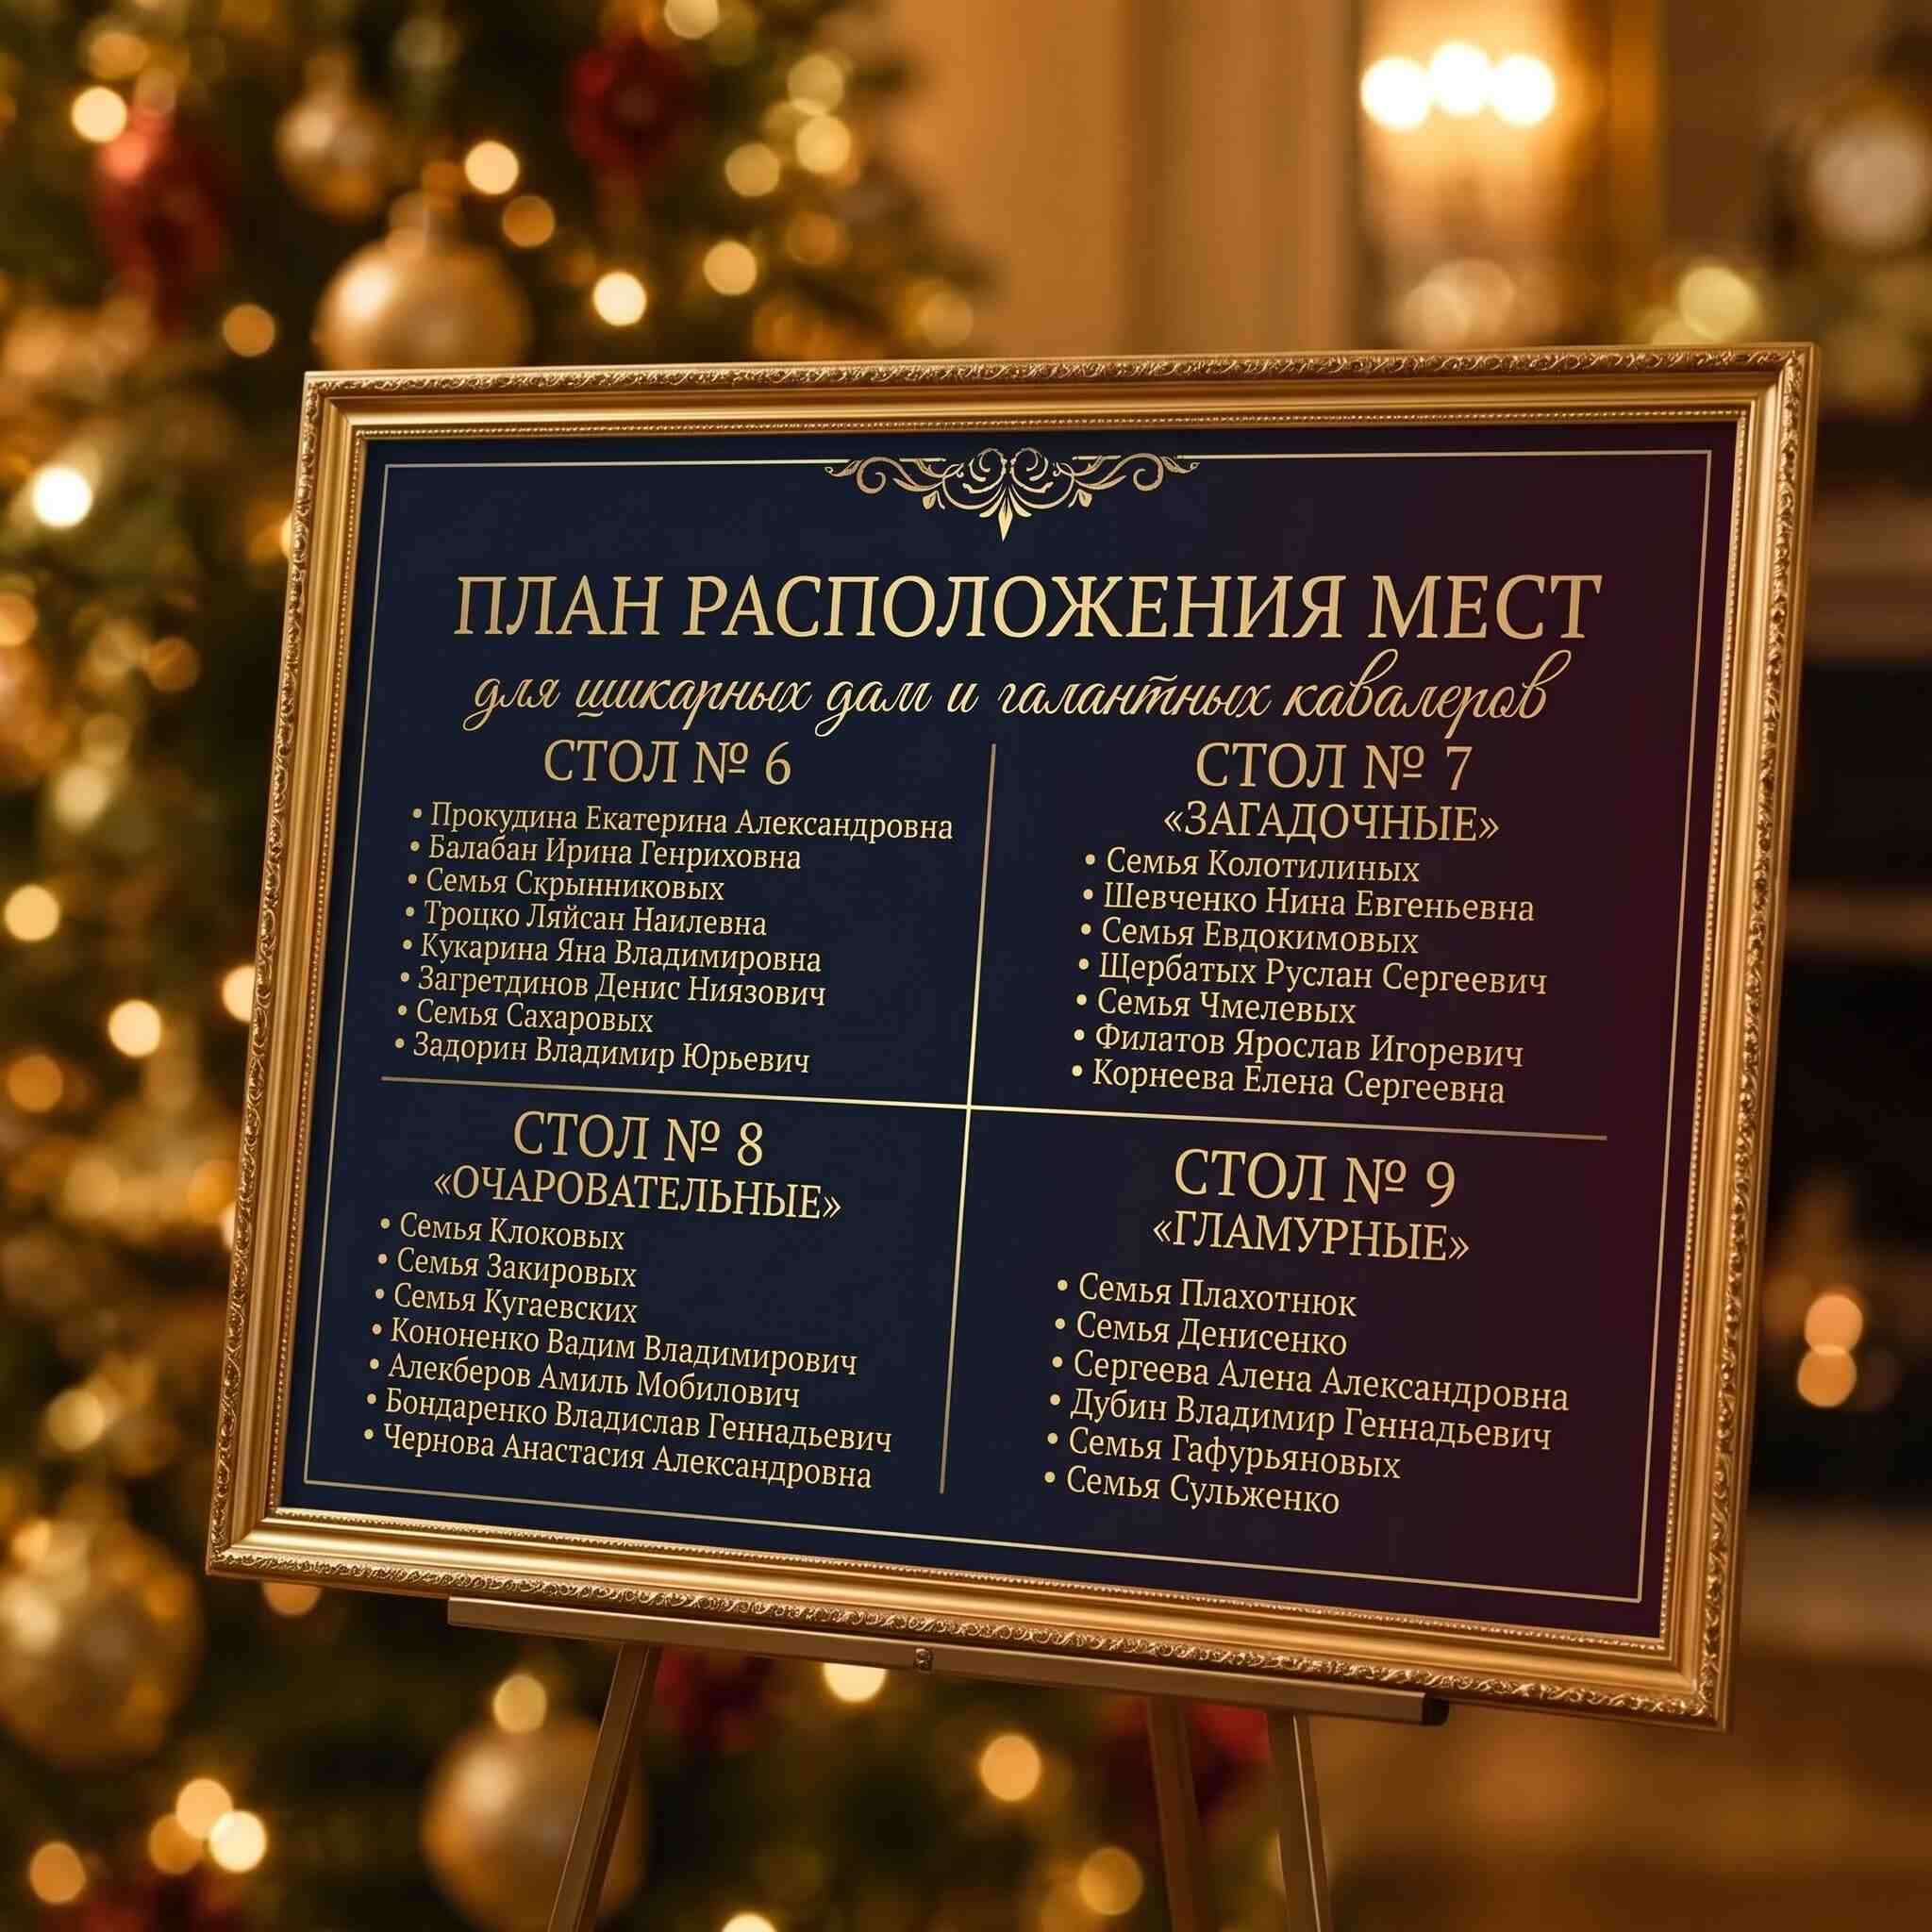 ПЛАН РАСПОЛОЖЕНИЯ МЕСТ
для шикарных дам и галантных кавалеров
СТОЛ № 6
• Прокудина Екатерина Александровна
• Балабан Ирина Генриховна
• Семья Скрынниковых
• Троцко Ляйсан Наилевна
• Кукарина Яна Владимировна
• Загретдинов Денис Ниязович
• Семья Сахаровых
• Задорин Владимир Юрьевич
СТОЛ № 7
«ЗАГАДОЧНЫЕ»
• Семья Колотилиных
• Шевченко Нина Евгеньевна
• Семья Евдокимовых
• Щербатых Руслан Сергеевич
• Семья Чмелевых
• Филатов Ярослав Игоревич
• Корнеева Елена Сергеевна
СТОЛ № 8
«ОЧАРОВАТЕЛЬНЫЕ»
• Семья Клоковых
• Семья Закировых
• Семья Кугаевских
• Кононенко Вадим Владимирович
• Алекберов Амиль Мобилович
• Бондаренко Владислав Геннадьевич
• Чернова Анастасия Александровна
СТОЛ № 9
«ГЛАМУРНЫЕ»
• Семья Плахотнюк
• Семья Денисенко
• Сергеева Алена Александровна
• Дубин Владимир Геннадьевич
• Семья Гафурьяновых
• Семья Сульженко